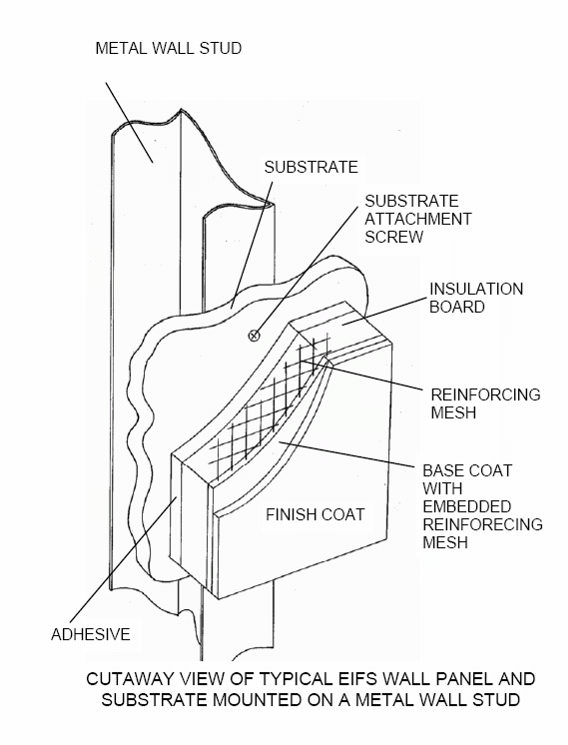 METAL WALL STUD
SUBSTRATE
SUBSTRATE
ATTACHMENT
SCREW
INSULATION
BOARD
REINFORCING
MESH
BASE COAT
WITH
EMBEDDED
REINFORECING
MESH
FINISH COAT
ADHESIVE
CUTAWAY VIEW OF TYPICAL EIFS WALL PANEL AND
SUBSTRATE MOUNTED ON A METAL WALL STUD